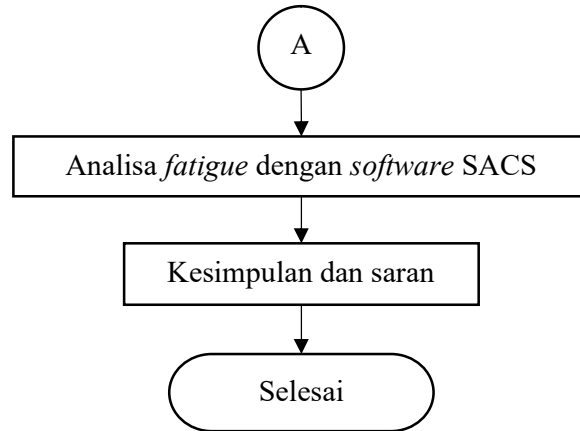 A
Analisa fatigue dengan software SACS
Kesimpulan dan saran
Selesai